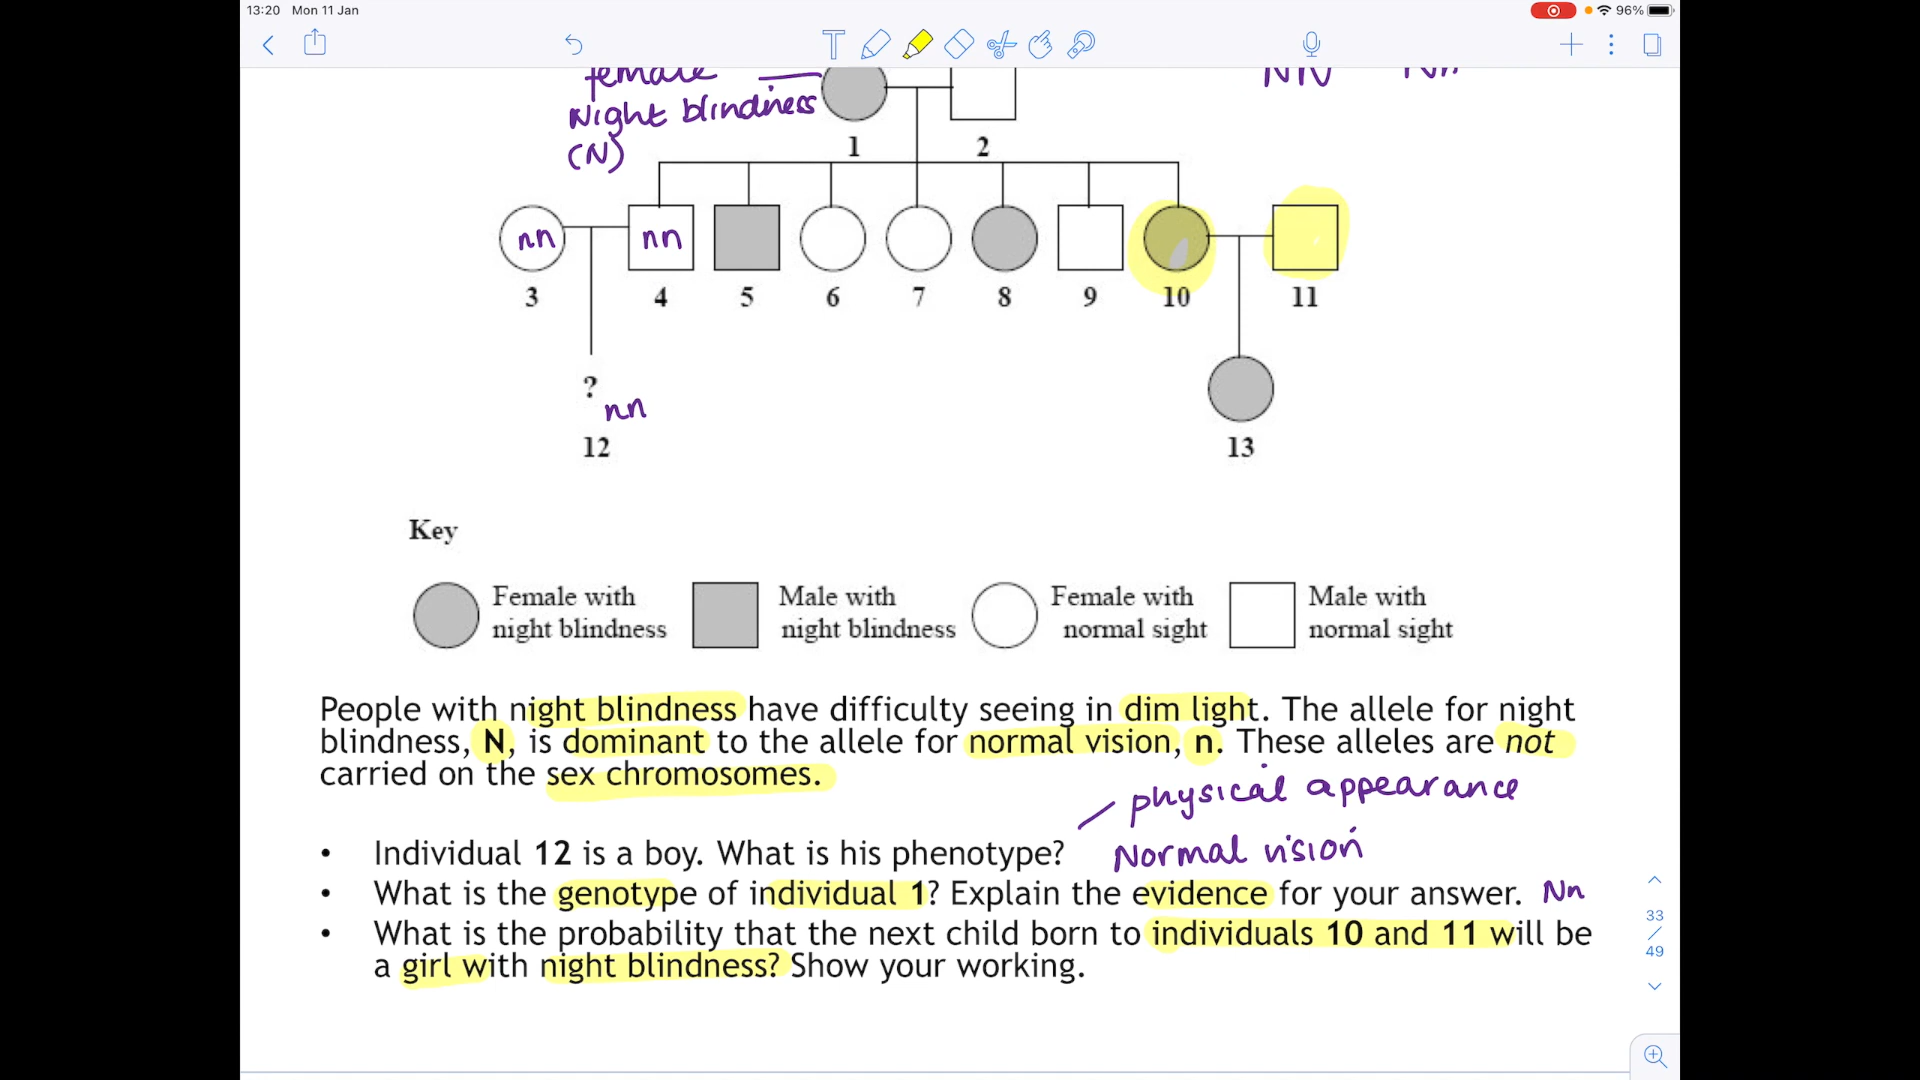 13:20 Mon 11 Jan
96%
female
NN Nn
Night blindness
(N)
1 2
nn nn
3 4 5 6 7 8 9 10 11
?
nn
12 13
Key
Female with night blindness
Male with night blindness
Female with normal sight
Male with normal sight
People with night blindness have difficulty seeing in dim light. The allele for night
blindness, N, is dominant to the allele for normal vision, n. These alleles are not
carried on the sex chromosomes.
physical appearance
• Individual 12 is a boy. What is his phenotype? Normal vision
• What is the genotype of individual 1? Explain the evidence for your answer. Nn
• What is the probability that the next child born to individuals 10 and 11 will be
a girl with night blindness? Show your working.
33
/
49